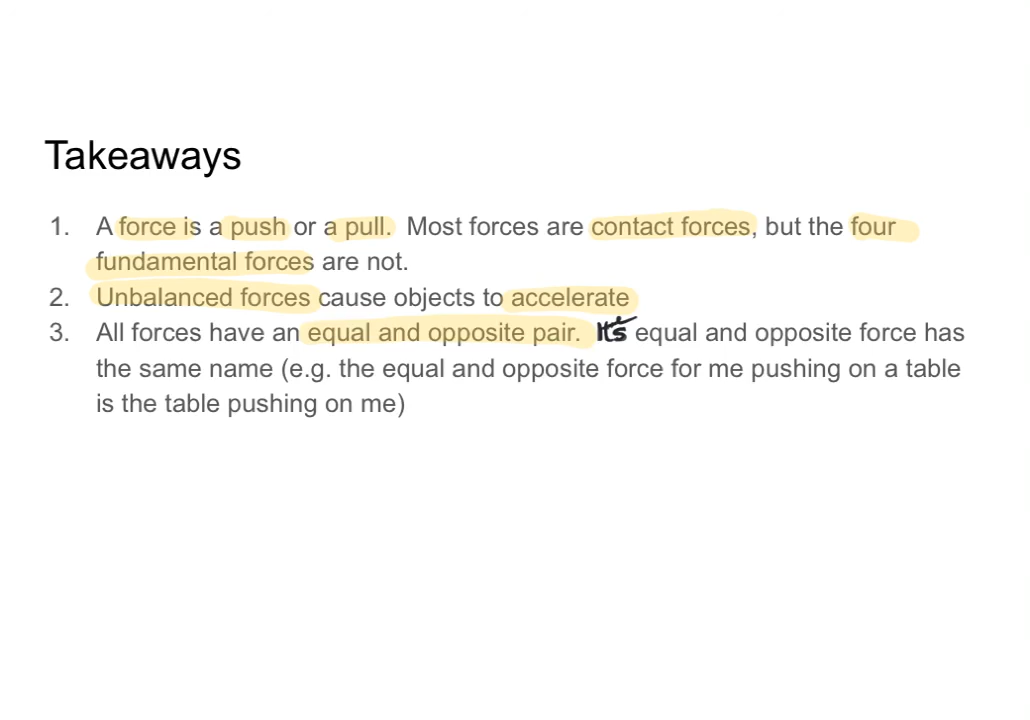 Takeaways
1. A force is a push or a pull. Most forces are contact forces, but the four
fundamental forces are not.
2. Unbalanced forces cause objects to accelerate
3. All forces have an equal and opposite pair. It's equal and opposite force has
the same name (e.g. the equal and opposite force for me pushing on a table
is the table pushing on me)